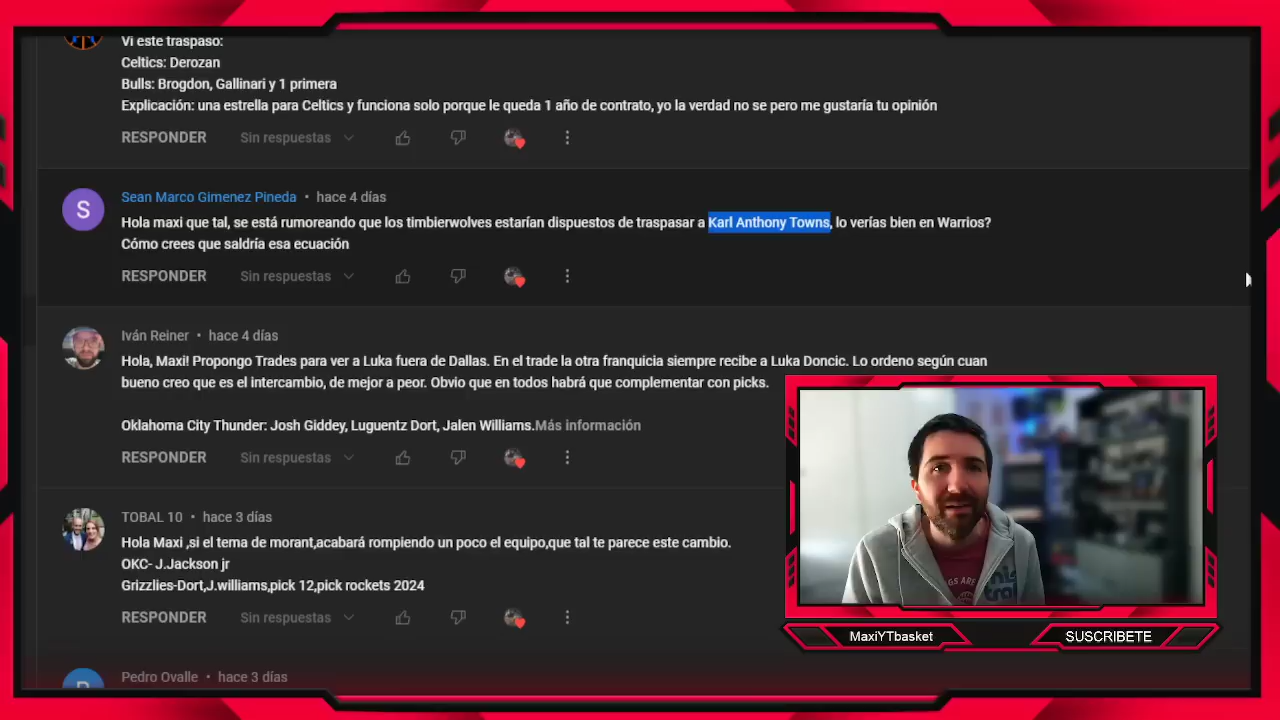 Vi este traspaso:
Celtics: Derozan
Bulls: Brogdon, Gallinari y 1 primera
Explicación: una estrella para Celtics y funciona solo porque le queda 1 año de contrato, yo la verdad no se pero me gustaría tu opinión
RESPONDER Sin respuestas
S
Sean Marco Gimenez Pineda • hace 4 días
Hola maxi que tal, se está rumoreando que los timbierwolves estarían dispuestos de traspasar a Karl Anthony Towns, lo verías bien en Warrios?
Cómo crees que saldría esa ecuación
RESPONDER Sin respuestas
Iván Reiner • hace 4 días
Hola, Maxi! Propongo Trades para ver a Luka fuera de Dallas. En el trade la otra franquicia siempre recibe a Luka Doncic. Lo ordeno según cuan
bueno creo que es el intercambio, de mejor a peor. Obvio que en todos habrá que complementar con picks.
Oklahoma City Thunder: Josh Giddey, Luguentz Dort, Jalen Williams.Más información
RESPONDER Sin respuestas
TOBAL 10 • hace 3 días
Hola Maxi ,si el tema de morant,acabará rompiendo un poco el equipo,que tal te parece este cambio.
OKC- J.Jackson jr
Grizzlies-Dort,J.williams,pick 12,pick rockets 2024
RESPONDER Sin respuestas
MaxiYTbasket
SUSCRIBETE
Pedro Ovalle • hace 3 días